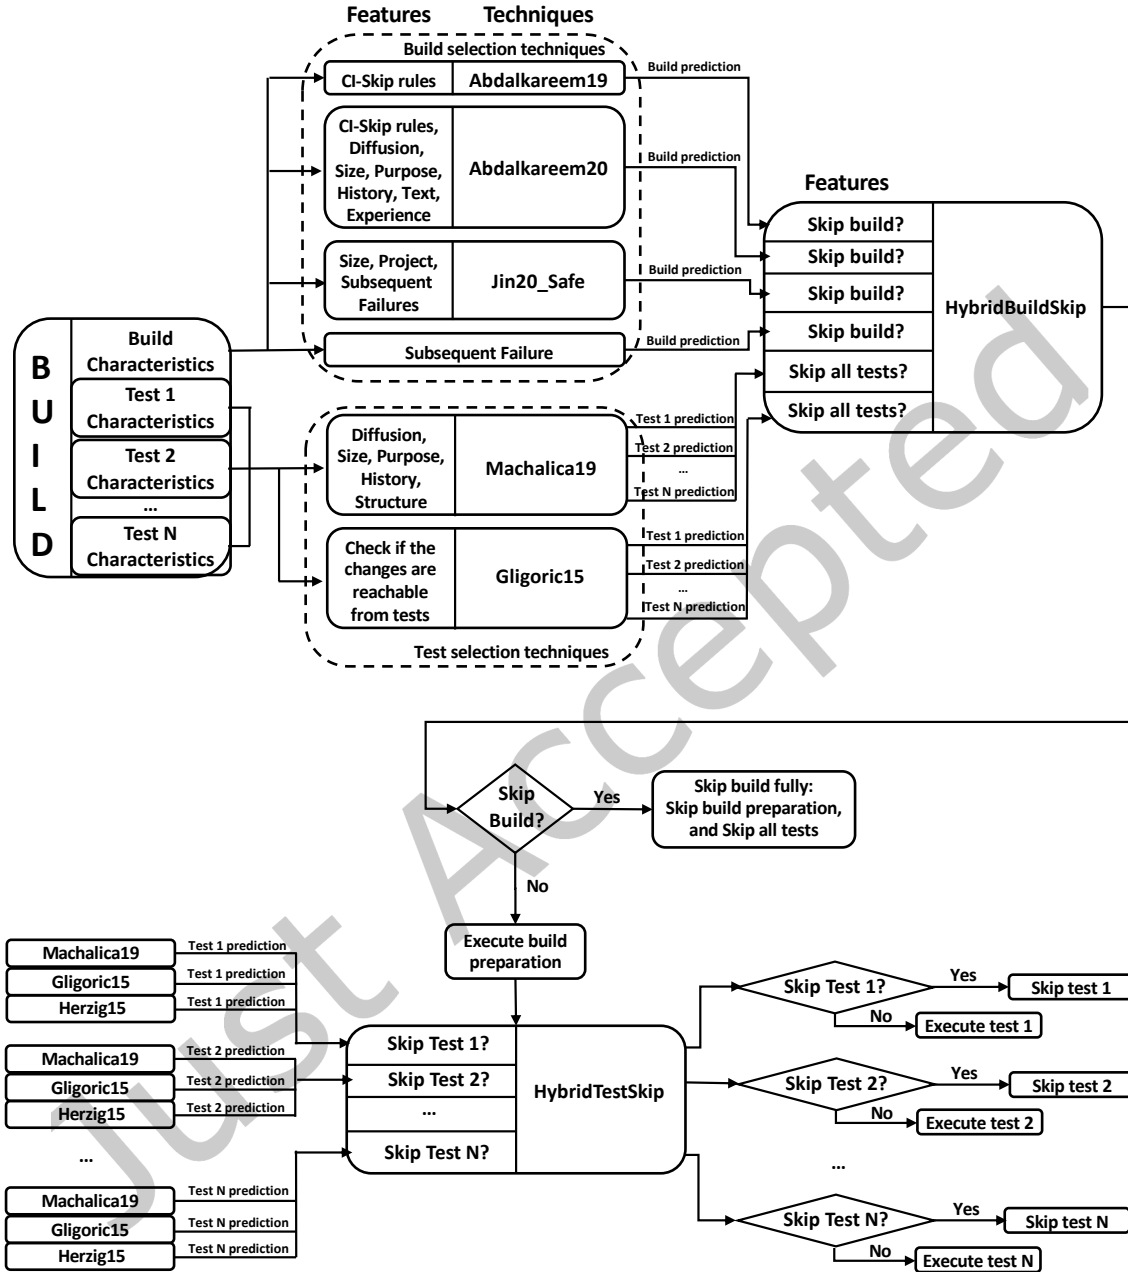 Features Techniques
Build selection techniques
CI-Skip rules
Abdalkareem19
Build prediction
CI-Skip rules,
Diffusion,
Size, Purpose,
History, Text,
Experience
Abdalkareem20
Build prediction
Size, Project,
Subsequent
Failures
Jin20_Safe
Build prediction
Subsequent Failure
Build prediction
Features
Skip build?
Skip build?
Skip build?
Skip build?
Skip all tests?
Skip all tests?
HybridBuildSkip
B
U
I
L
D
Build
Characteristics
Test 1
Characteristics
Test 2
Characteristics
...
Test N
Characteristics
Diffusion,
Size, Purpose,
History,
Structure
Machalica19
Test 1 prediction
Test 2 prediction
...
Test N prediction
Check if the
changes are
reachable
from tests
Gligoric15
Test 1 prediction
Test 2 prediction
...
Test N prediction
Test selection techniques
Skip
Build?
Yes
Skip build fully:
Skip build preparation,
and Skip all tests
No
Execute build
preparation
Machalica19
Test 1 prediction
Gligoric15
Test 1 prediction
Herzig15
Test 1 prediction
Machalica19
Test 2 prediction
Gligoric15
Test 2 prediction
Herzig15
Test 2 prediction
...
Machalica19
Test N prediction
Gligoric15
Test N prediction
Herzig15
Test N prediction
Skip Test 1?
Skip Test 2?
...
Skip Test N?
HybridTestSkip
Skip Test 1?
Yes
Skip test 1
No
Execute test 1
Skip Test 2?
Yes
Skip test 2
No
Execute test 2
...
...
Skip Test N?
Yes
Skip test N
No
Execute test N
Just Accepted